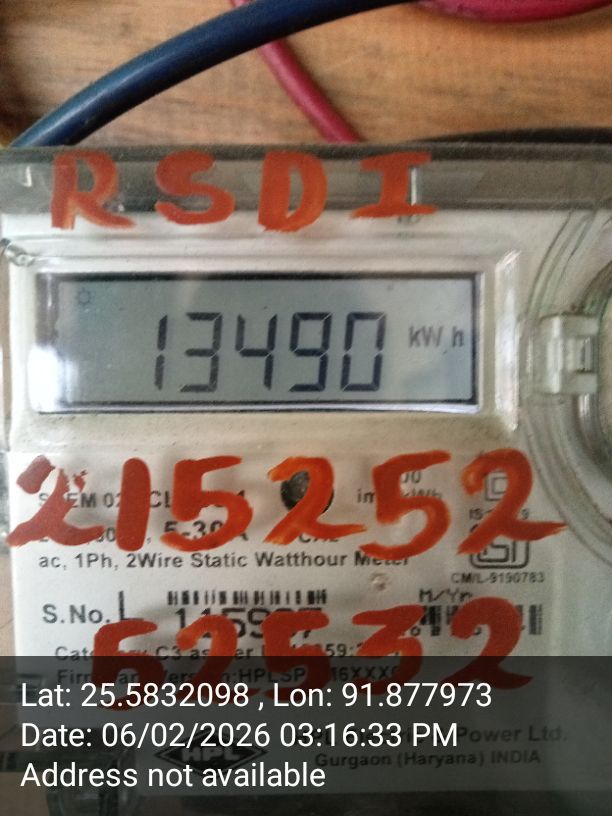 RSDI
13490 kWh
215252
ac, 1Ph, 2Wire Static Watthour Meter
CM/L-9190783
S.No.
62532
Lat: 25.5832098 , Lon: 91.877973
Date: 06/02/2026 03:16:33 PM
Power Ltd.
Address not available
Gurgaon (Haryana) INDIA